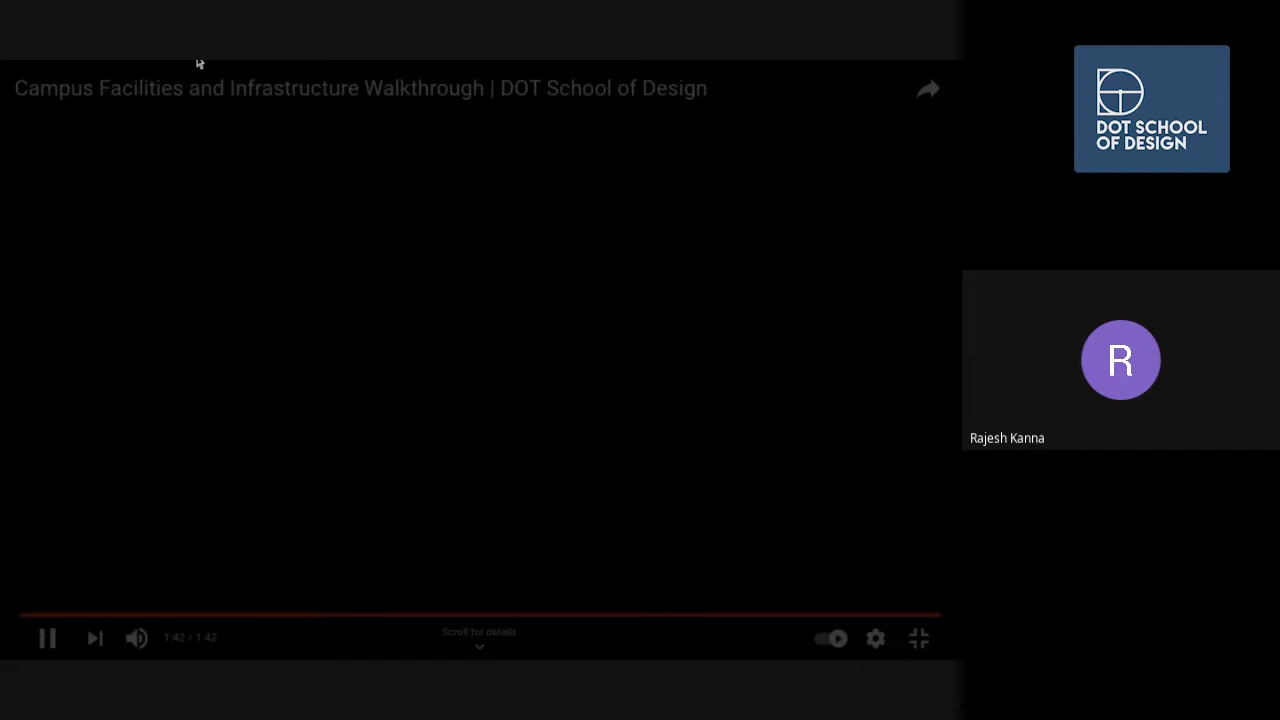 Campus Facilities and Infrastructure Walkthrough | DOT School of Design
DOT SCHOOL
OF DESIGN
R
Rajesh Kanna
Scroll for details
1:42 / 1:42